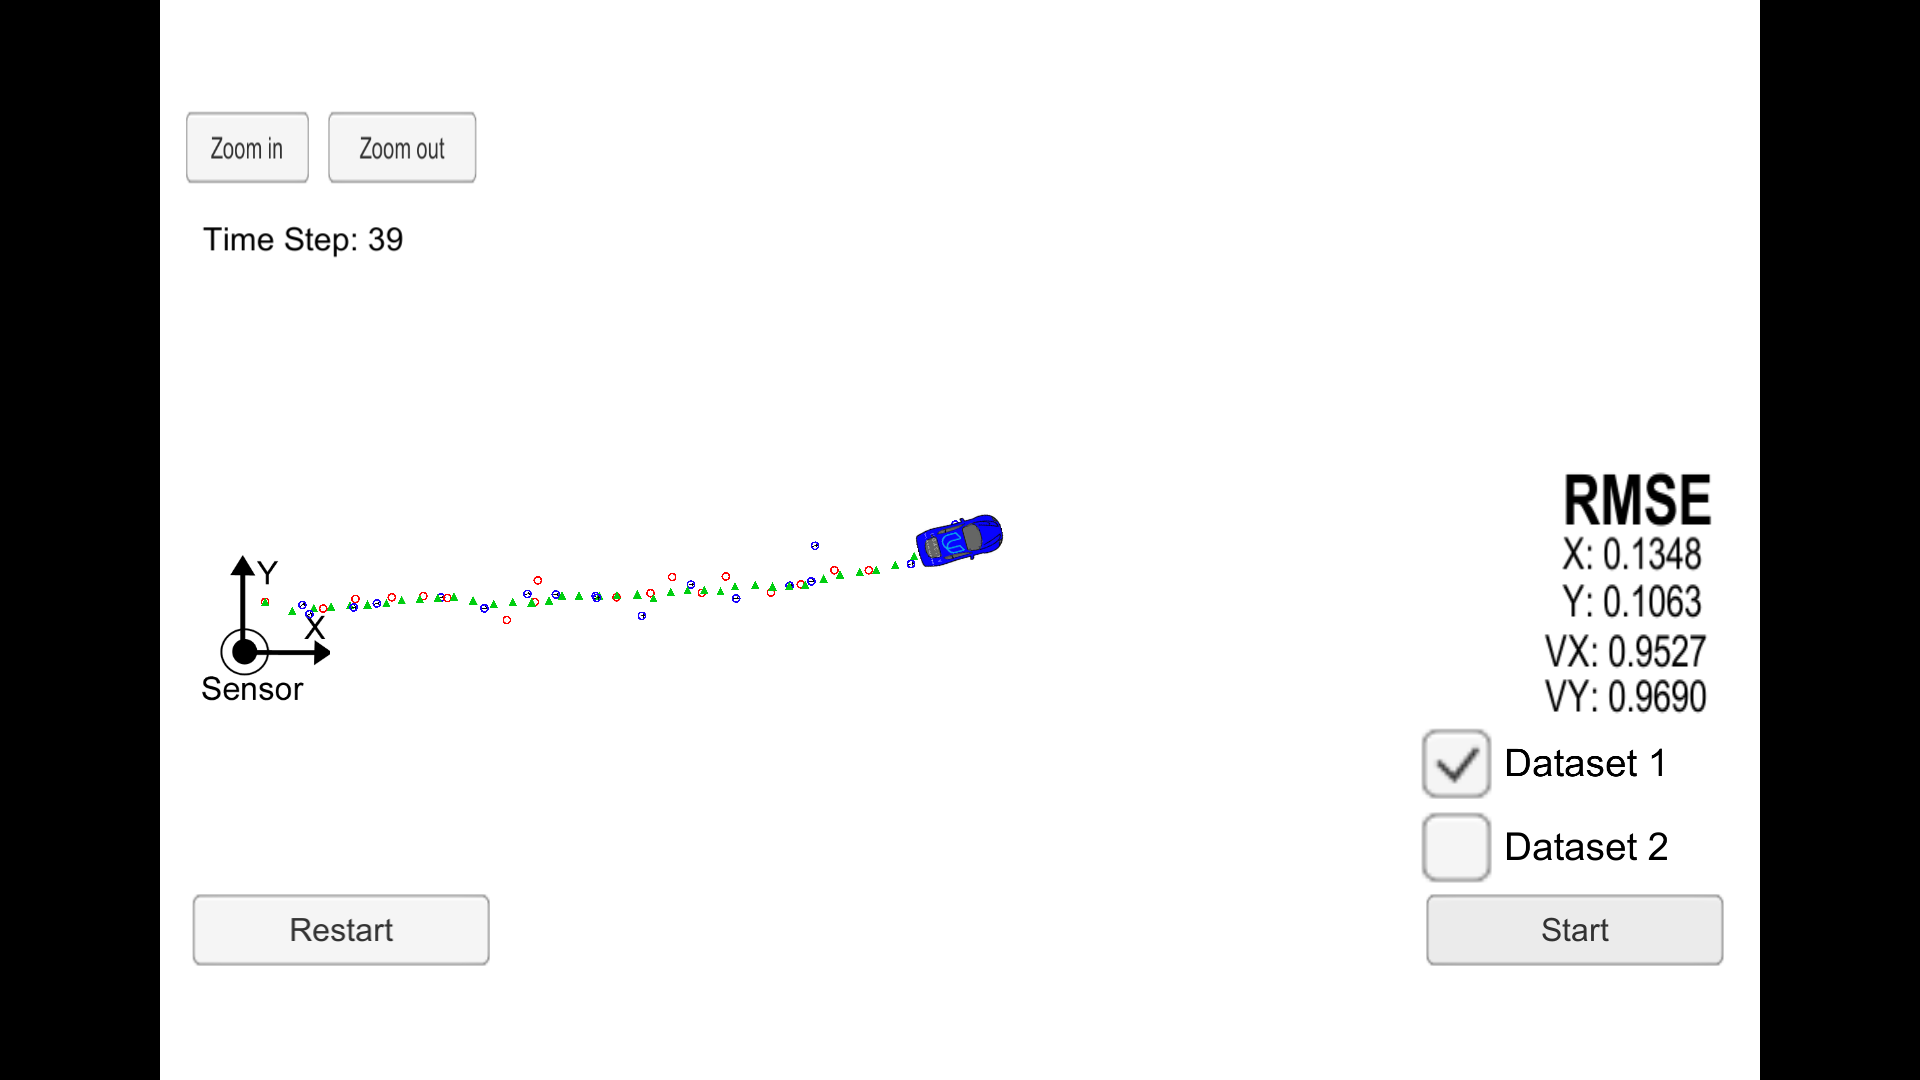 Zoom in
Zoom out
Time Step: 39
Y
X
Sensor
RMSE
X: 0.1348
Y: 0.1063
VX: 0.9527
VY: 0.9690
Dataset 1
Dataset 2
Restart
Start